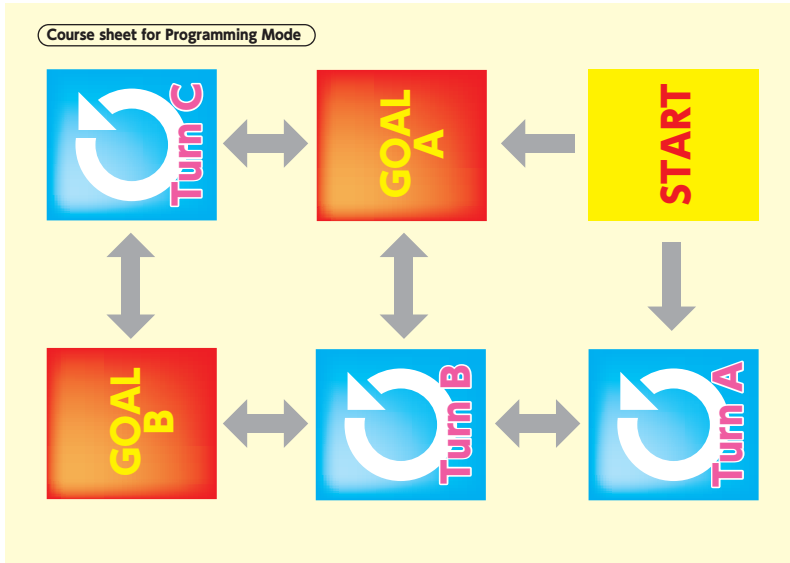 Course sheet for Programming Mode
Turn C
GOAL
A
START
GOAL
B
Turn B
Turn A